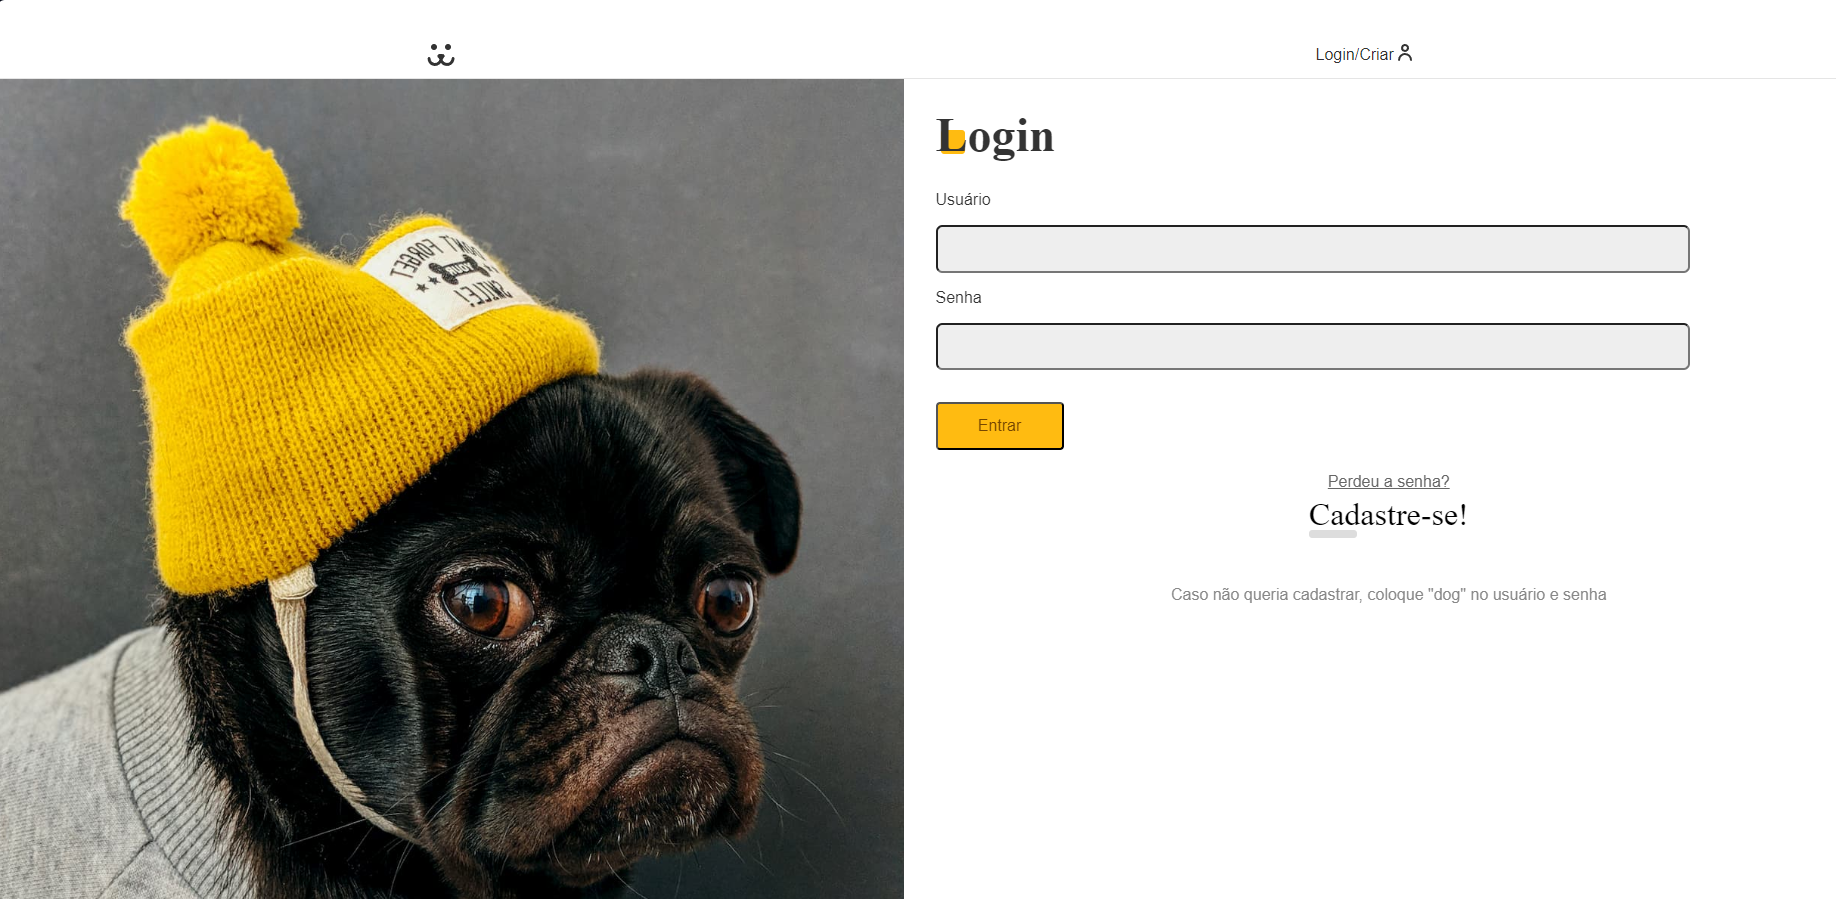 Login/Criar
Login
Usuário
Senha
Entrar
Perdeu a senha?
Cadastre-se!
Caso não queria cadastrar, coloque "dog" no usuário e senha
DON'T FORGET
YOUR
SMILE!